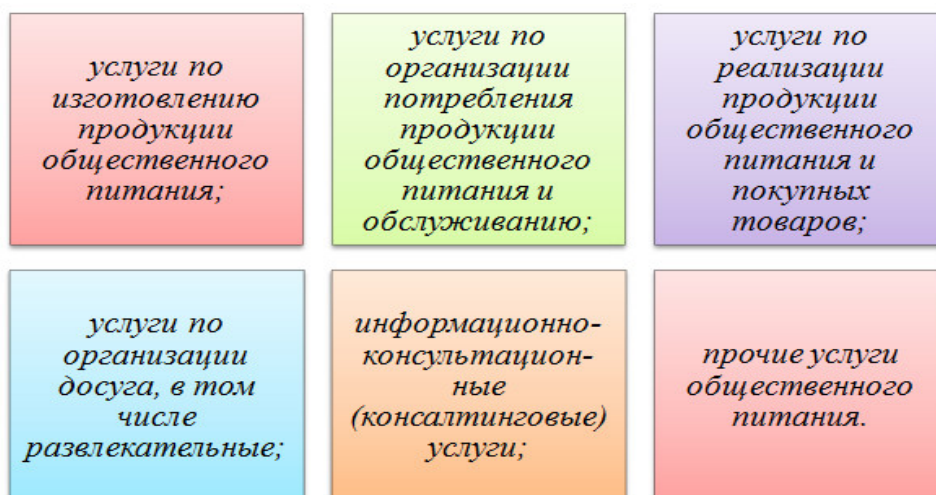 услуги по
изготовлению
продукции
общественного
питания;
услуги по
организации
потребления
продукции
общественного
питания и
обслуживанию;
услуги по
реализации
продукции
общественного
питания и
покупных
товаров;
услуги по
организации
досуга, в том
числе
развлекательные;
информационно-
консультацион-
ные
(консалтинговые)
услуги;
прочие услуги
общественного
питания.